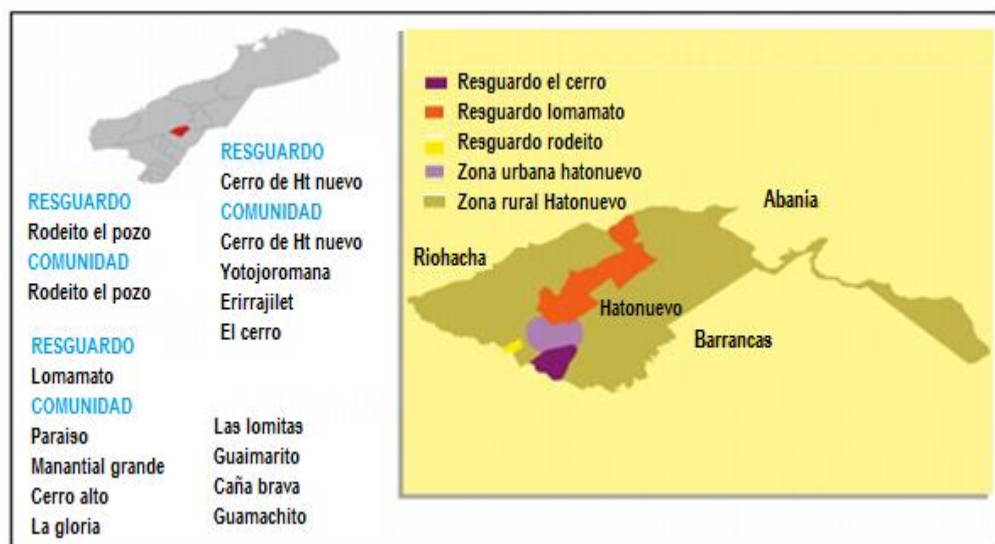 RESGUARDO
Rodeito el pozo
COMUNIDAD
Rodeito el pozo
RESGUARDO
Cerro de Ht nuevo
COMUNIDAD
Cerro de Ht nuevo
Yotojoromana
Erirrajilet
El cerro
RESGUARDO
Lomamato
COMUNIDAD
Paraiso
Manantial grande
Cerro alto
La gloria
Las lomitas
Guaimarito
Caña brava
Guamachito
Resguardo el cerro
Resguardo lomamato
Resguardo rodeito
Zona urbana hatonuevo
Zona rural Hatonuevo
Abania
Riohacha
Hatonuevo
Barrancas